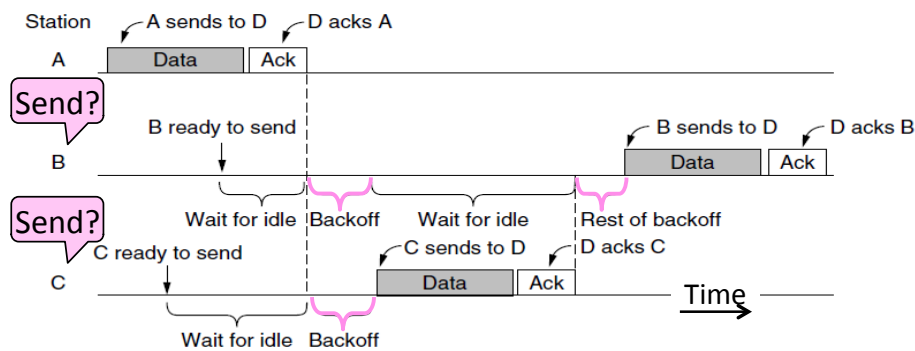 Station
A sends to D
D acks A
A
Data
Ack
Send?
B ready to send
B sends to D
D acks B
B
Data
Ack
Wait for idle
Backoff
Wait for idle
Rest of backoff
Send?
C ready to send
C sends to D
D acks C
C
Data
Ack
Time
Wait for idle
Backoff